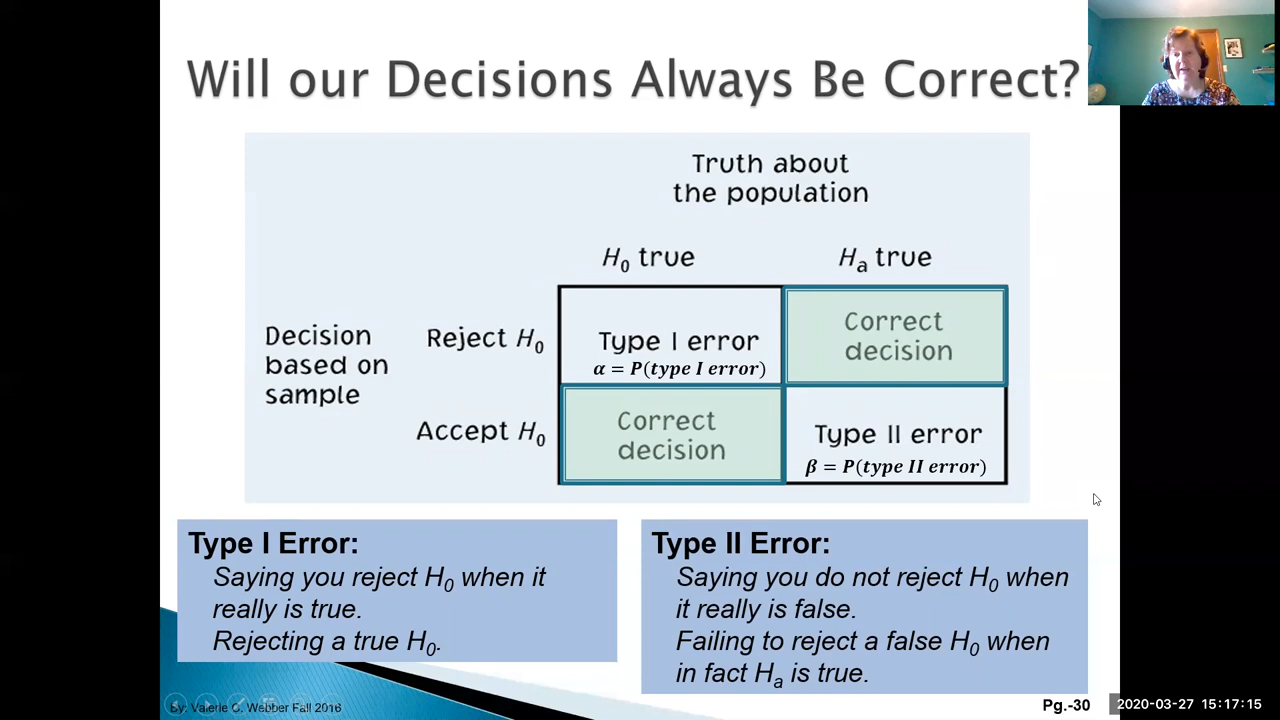 Will our Decisions Always Be Correct?
Truth about
the population
H₀ true
Hₐ true
Decision
based on
sample
Reject H₀
Type I error
α = P(type I error)
Correct
decision
Accept H₀
Correct
decision
Type II error
β = P(type II error)
Type I Error:
Saying you reject H₀ when it
really is true.
Rejecting a true H₀.
Type II Error:
Saying you do not reject H₀ when
it really is false.
Failing to reject a false H₀ when
in fact Hₐ is true.
By: Valerie C. Webber Fall 2016
Pg.-30
2020-03-27 15:17:15